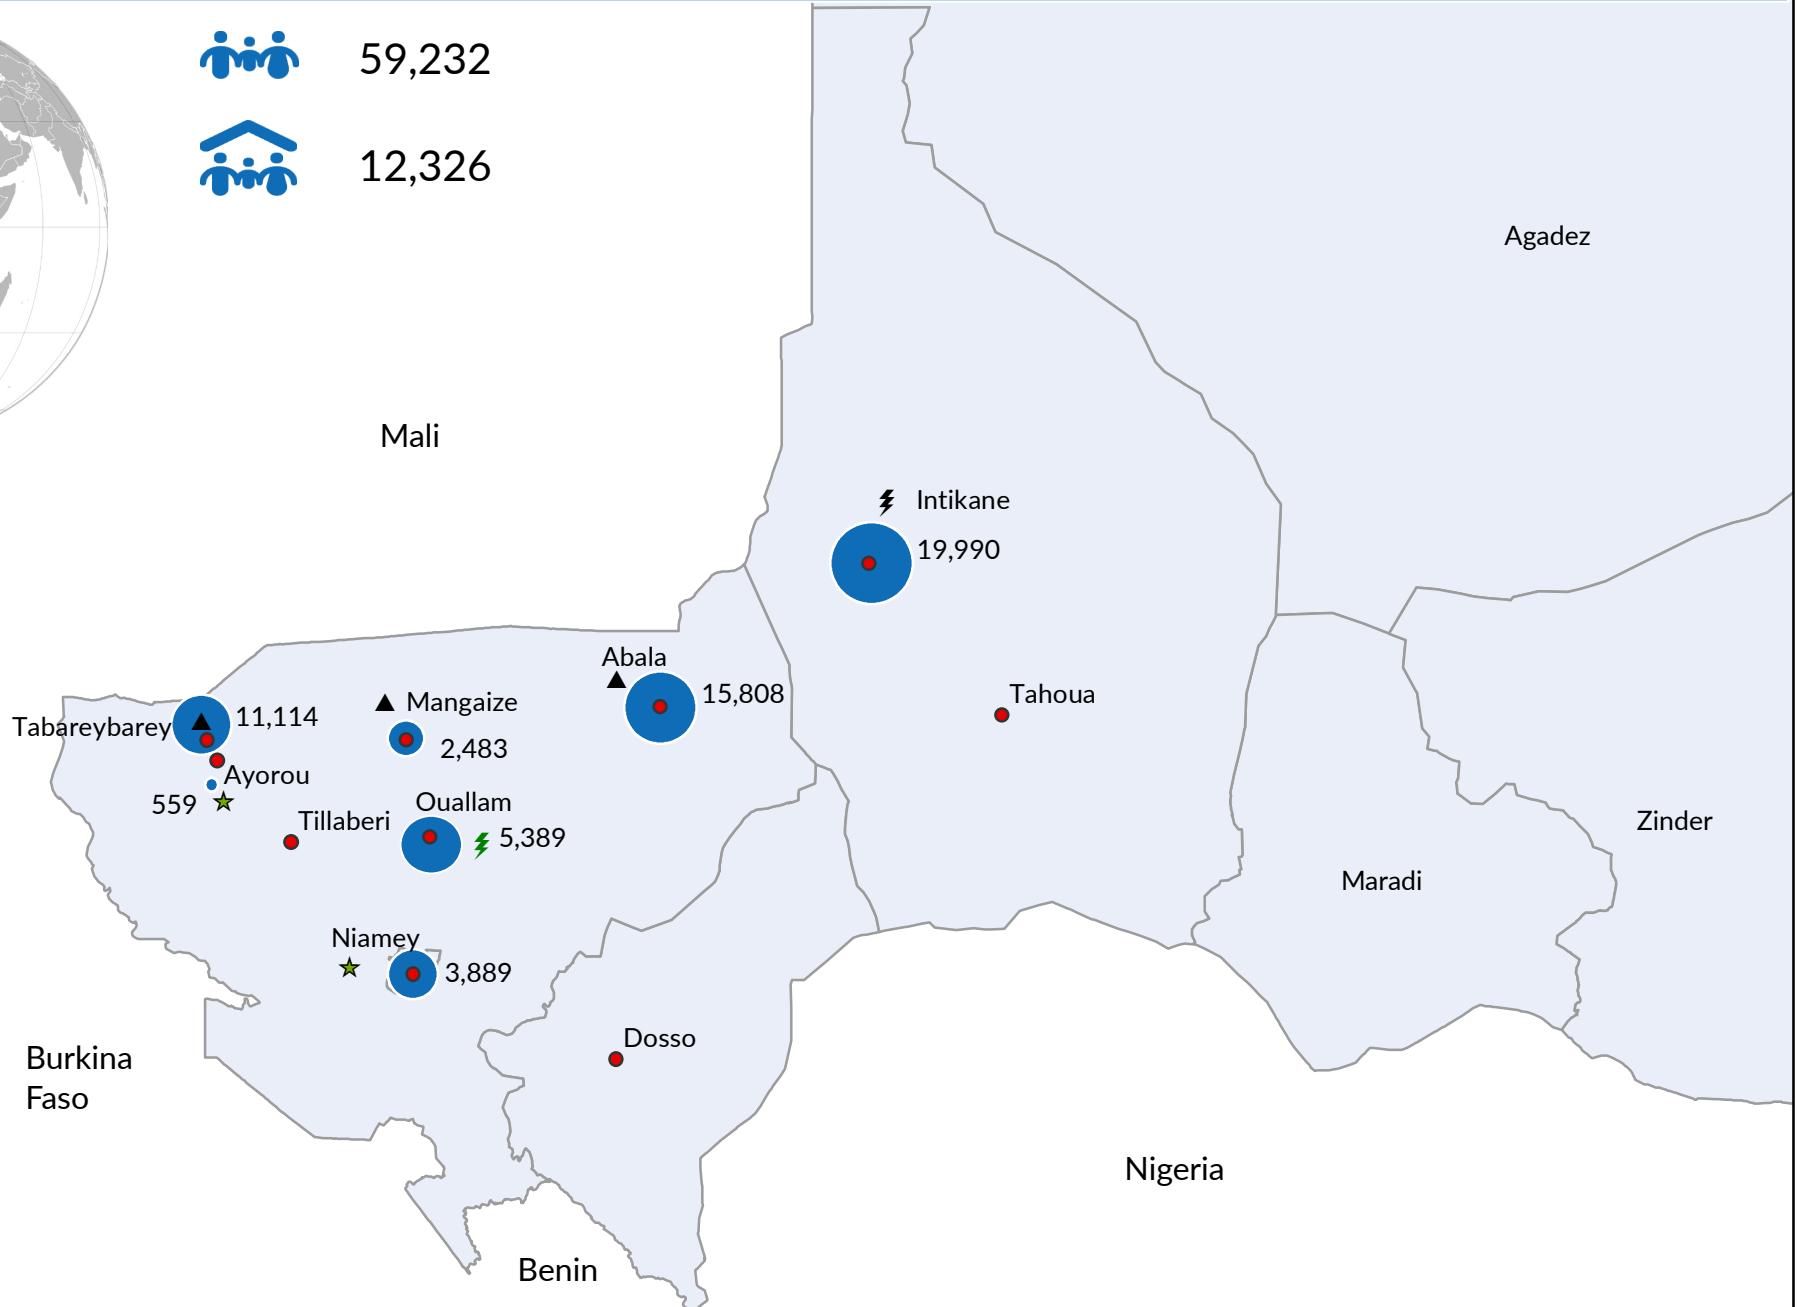 59,232
12,326
Agadez
Mali
Intikane
19,990
Abala
15,808
Tahoua
Mangaize
2,483
Tabareybarey
11,114
Ayorou
559
Ouallam
5,389
Tillaberi
Zinder
Maradi
Niamey
3,889
Dosso
Burkina
Faso
Nigeria
Benin